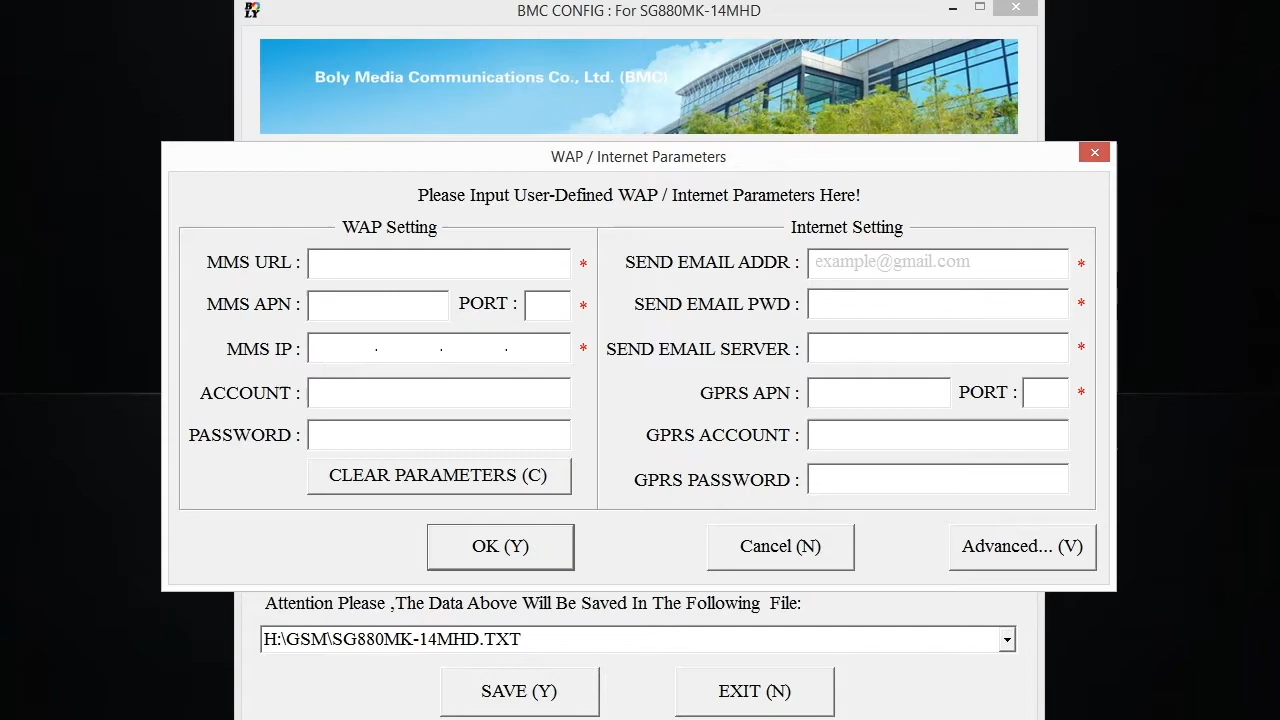 BOLY
BMC CONFIG : For SG880MK-14MHD
Boly Media Communications Co., Ltd. (BMC)
WAP / Internet Parameters
Please Input User-Defined WAP / Internet Parameters Here!
WAP Setting
MMS URL : *
MMS APN : PORT : *
MMS IP : . . . *
ACCOUNT :
PASSWORD :
CLEAR PARAMETERS (C)
Internet Setting
SEND EMAIL ADDR : example@gmail.com *
SEND EMAIL PWD : *
SEND EMAIL SERVER : *
GPRS APN : PORT : *
GPRS ACCOUNT :
GPRS PASSWORD :
OK (Y) Cancel (N) Advanced... (V)
Attention Please ,The Data Above Will Be Saved In The Following File:
H:\GSM\SG880MK-14MHD.TXT
SAVE (Y) EXIT (N)